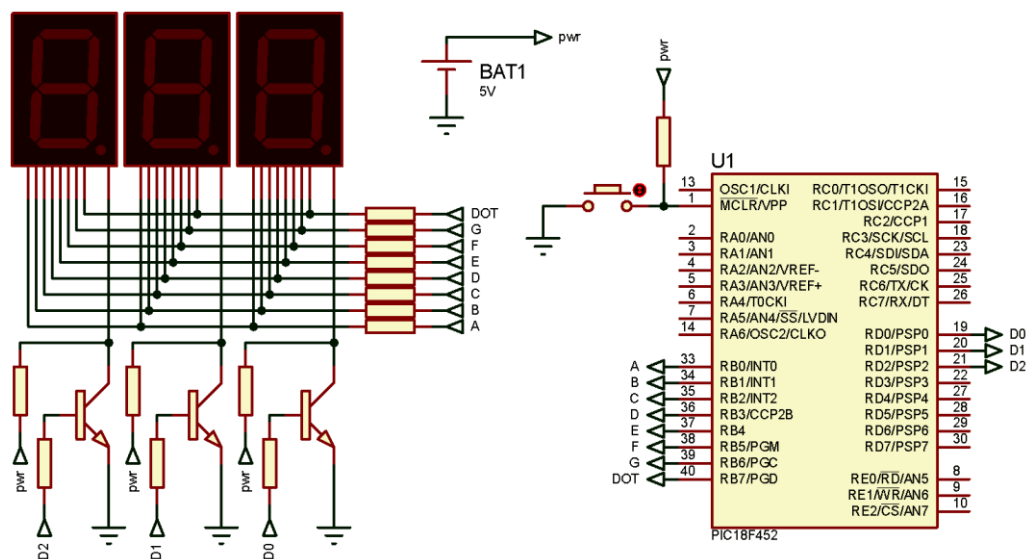 pwr
BAT1
5V
pwr
DOT
G
F
E
D
C
B
A
pwr
pwr
pwr
D2
D1
D0
U1
13 OSC1/CLKI RC0/T1OSO/T1CKI 15
1 MCLR/VPP RC1/T1OSI/CCP2A 16
RC2/CCP1 17
2 RA0/AN0 RC3/SCK/SCL 18
3 RA1/AN1 RC4/SDI/SDA 23
4 RA2/AN2/VREF- RC5/SDO 24
5 RA3/AN3/VREF+ RC6/TX/CK 25
6 RA4/T0CKI RC7/RX/DT 26
7 RA5/AN4/SS/LVDIN
14 RA6/OSC2/CLKO RD0/PSP0 19 D0
RD1/PSP1 20 D1
A 33 RB0/INT0 RD2/PSP2 21 D2
B 34 RB1/INT1 RD3/PSP3 22
C 35 RB2/INT2 RD4/PSP4 27
D 36 RB3/CCP2B RD5/PSP5 28
E 37 RB4 RD6/PSP6 29
F 38 RB5/PGM RD7/PSP7 30
G 39 RB6/PGC
DOT 40 RB7/PGD RE0/RD/AN5 8
RE1/WR/AN6 9
RE2/CS/AN7 10
PIC18F452